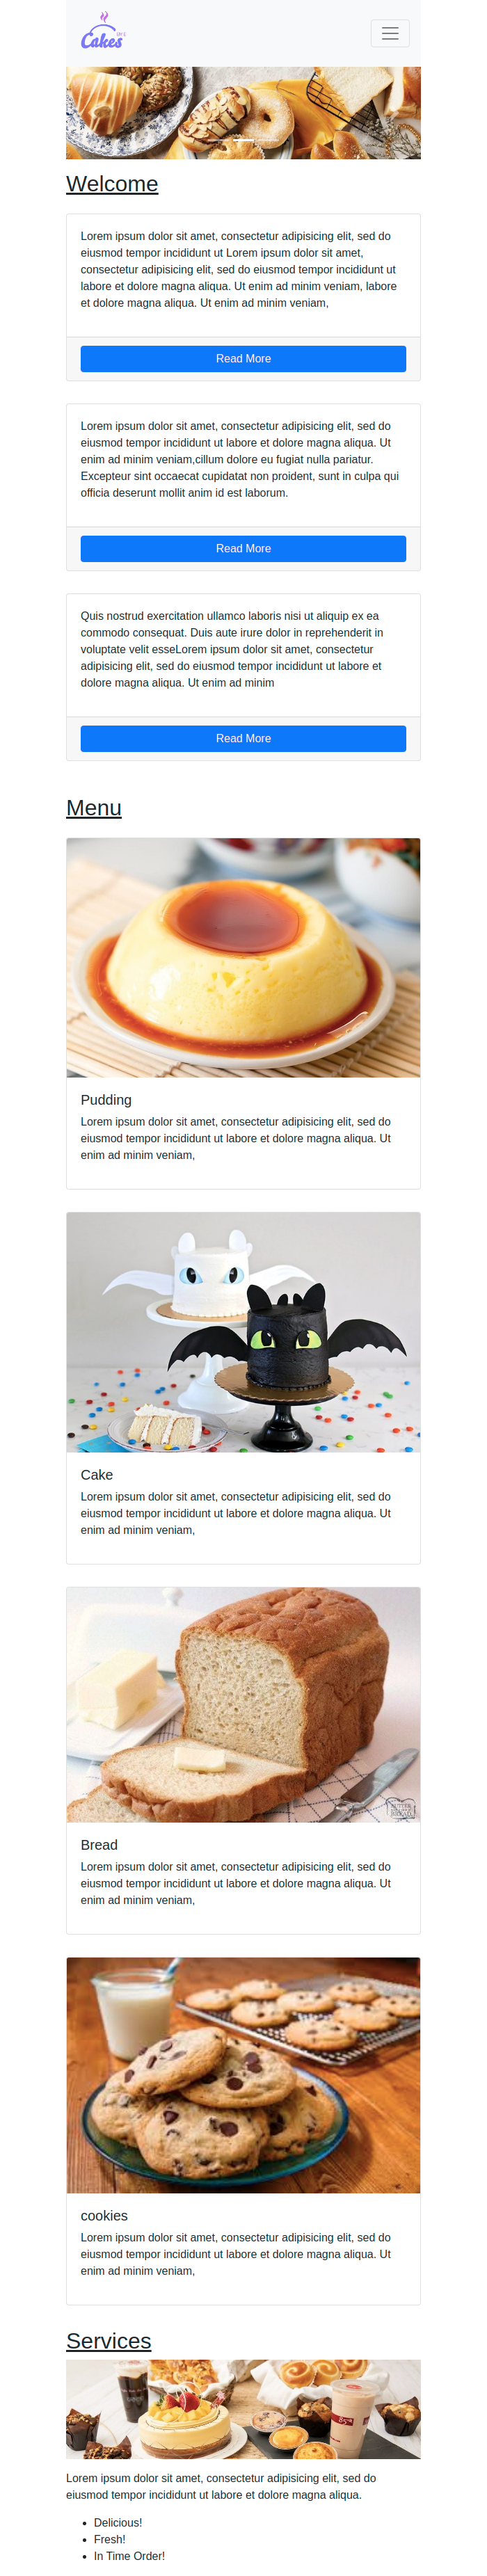 Cakes
Welcome
Lorem ipsum dolor sit amet, consectetur adipisicing elit, sed do
eiusmod tempor incididunt ut Lorem ipsum dolor sit amet,
consectetur adipisicing elit, sed do eiusmod tempor incididunt ut
labore et dolore magna aliqua. Ut enim ad minim veniam, labore
et dolore magna aliqua. Ut enim ad minim veniam,
Read More
Lorem ipsum dolor sit amet, consectetur adipisicing elit, sed do
eiusmod tempor incididunt ut labore et dolore magna aliqua. Ut
enim ad minim veniam,cillum dolore eu fugiat nulla pariatur.
Excepteur sint occaecat cupidatat non proident, sunt in culpa qui
officia deserunt mollit anim id est laborum.
Read More
Quis nostrud exercitation ullamco laboris nisi ut aliquip ex ea
commodo consequat. Duis aute irure dolor in reprehenderit in
voluptate velit esseLorem ipsum dolor sit amet, consectetur
adipisicing elit, sed do eiusmod tempor incididunt ut labore et
dolore magna aliqua. Ut enim ad minim
Read More
Menu
Pudding
Lorem ipsum dolor sit amet, consectetur adipisicing elit, sed do
eiusmod tempor incididunt ut labore et dolore magna aliqua. Ut
enim ad minim veniam,
Cake
Lorem ipsum dolor sit amet, consectetur adipisicing elit, sed do
eiusmod tempor incididunt ut labore et dolore magna aliqua. Ut
enim ad minim veniam,
Bread
Lorem ipsum dolor sit amet, consectetur adipisicing elit, sed do
eiusmod tempor incididunt ut labore et dolore magna aliqua. Ut
enim ad minim veniam,
cookies
Lorem ipsum dolor sit amet, consectetur adipisicing elit, sed do
eiusmod tempor incididunt ut labore et dolore magna aliqua. Ut
enim ad minim veniam,
Services
Lorem ipsum dolor sit amet, consectetur adipisicing elit, sed do
eiusmod tempor incididunt ut labore et dolore magna aliqua.
Delicious!
Fresh!
In Time Order!